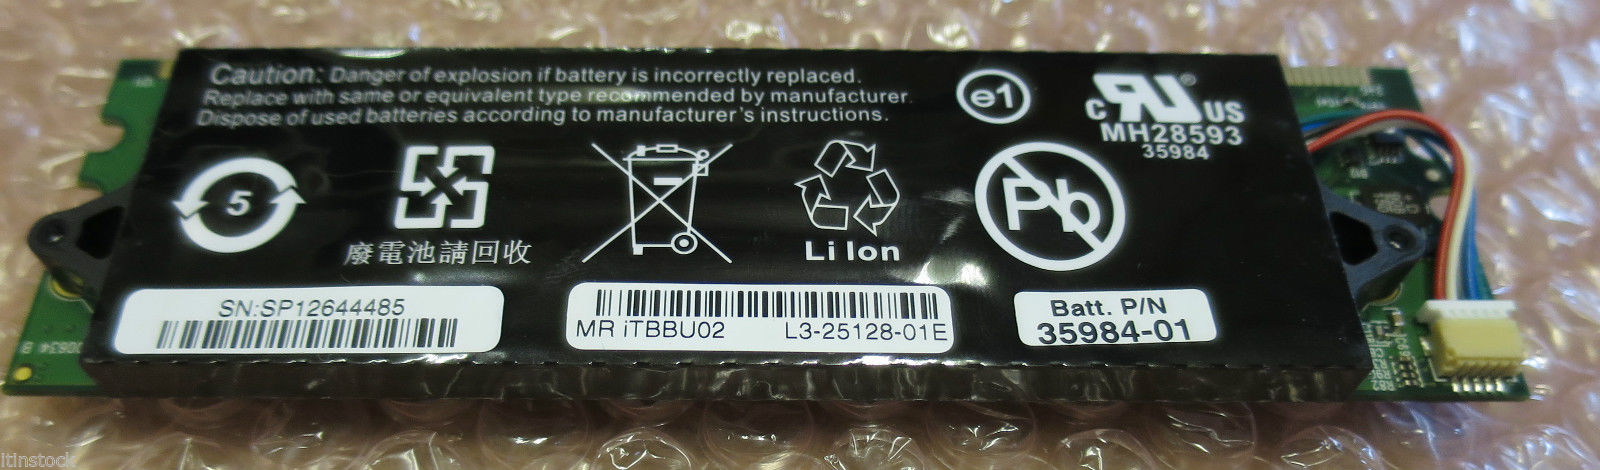 Caution: Danger of explosion if battery is incorrectly replaced.
Replace with same or equivalent type recommended by manufacturer.
Dispose of used batteries according to manufacturer's instructions.
e1
c RU ® US
MH28593
35984
5
廢電池請回收
Li Ion
Pb
SN:SP12644485
MR iTBBU02 L3-25128-01E
Batt. P/N
35984-01
itinstock